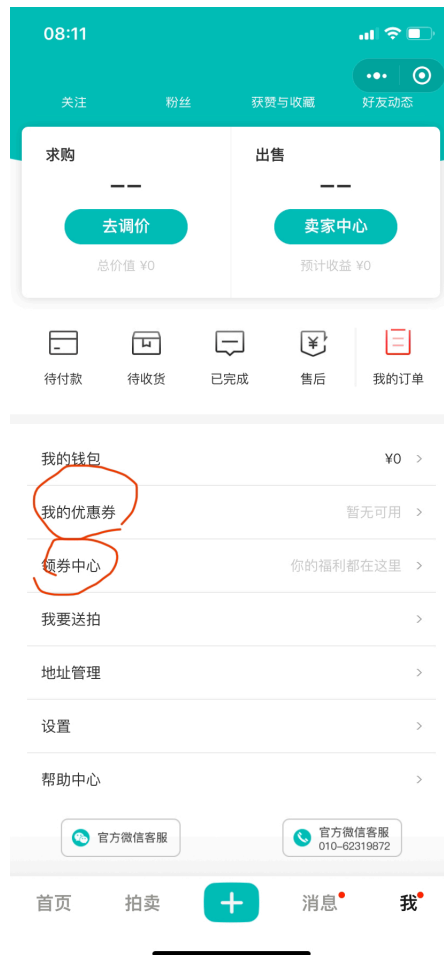 08:11
关注 粉丝 获赞与收藏 好友动态
求购 出售
-- --
去调价 卖家中心
总价值 ¥0 预计收益 ¥0
待付款 待收货 已完成 售后 我的订单
我的钱包 ¥0
我的优惠券 暂无可用
领券中心 你的福利都在这里
我要送拍
地址管理
设置
帮助中心
官方微信客服 官方微信客服
010-62319872
首页 拍卖 消息 我